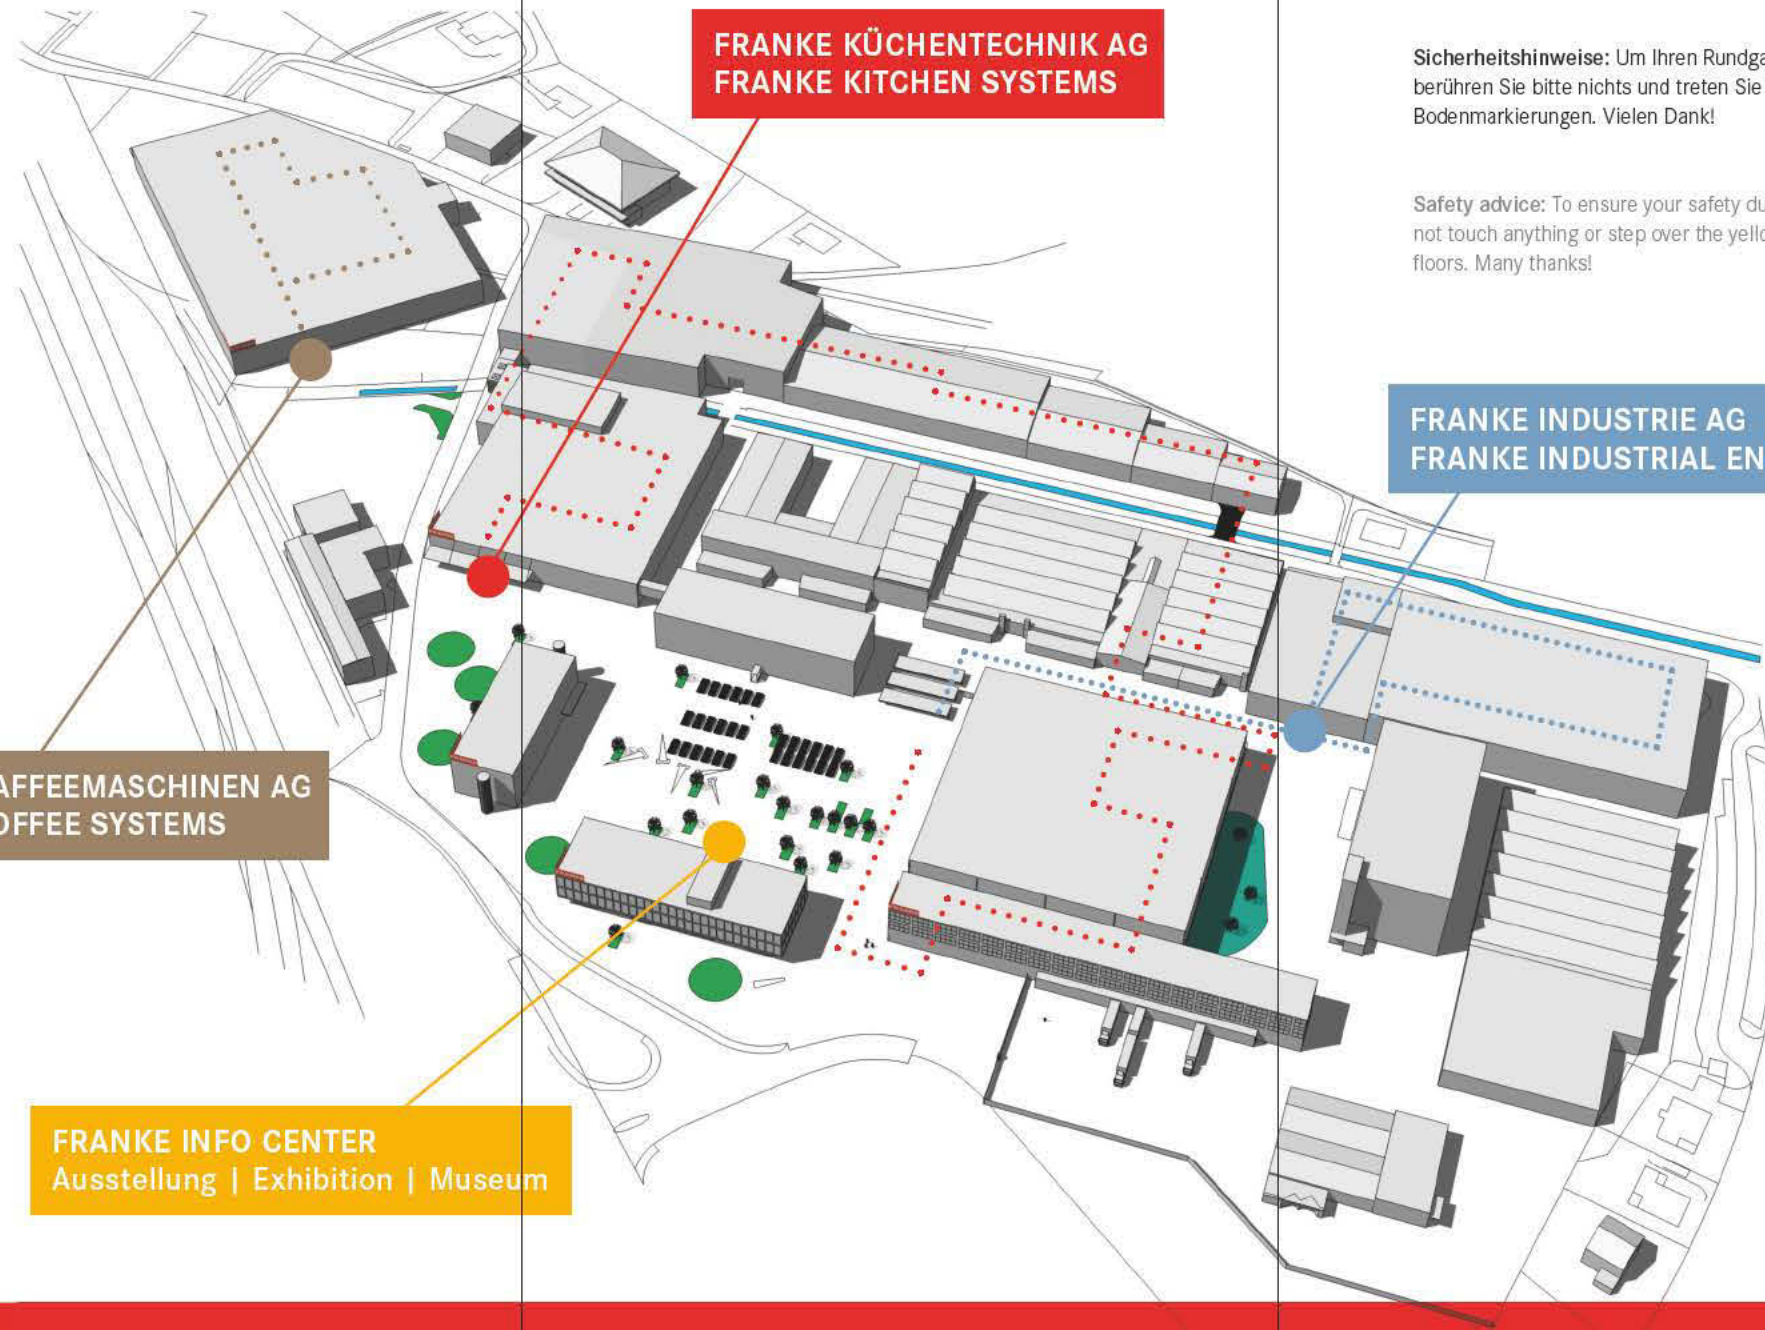 FRANKE KÜCHENTECHNIK AG
FRANKE KITCHEN SYSTEMS
Sicherheitshinweise: Um Ihren Rundga
berühren Sie bitte nichts und treten Sie
Bodenmarkierungen. Vielen Dank!
Safety advice: To ensure your safety du
not touch anything or step over the yello
floors. Many thanks!
FRANKE INDUSTRIE AG
FRANKE INDUSTRIAL EN
AFFEEMASCHINEN AG
OFFEE SYSTEMS
FRANKE INFO CENTER
Ausstellung | Exhibition | Museum